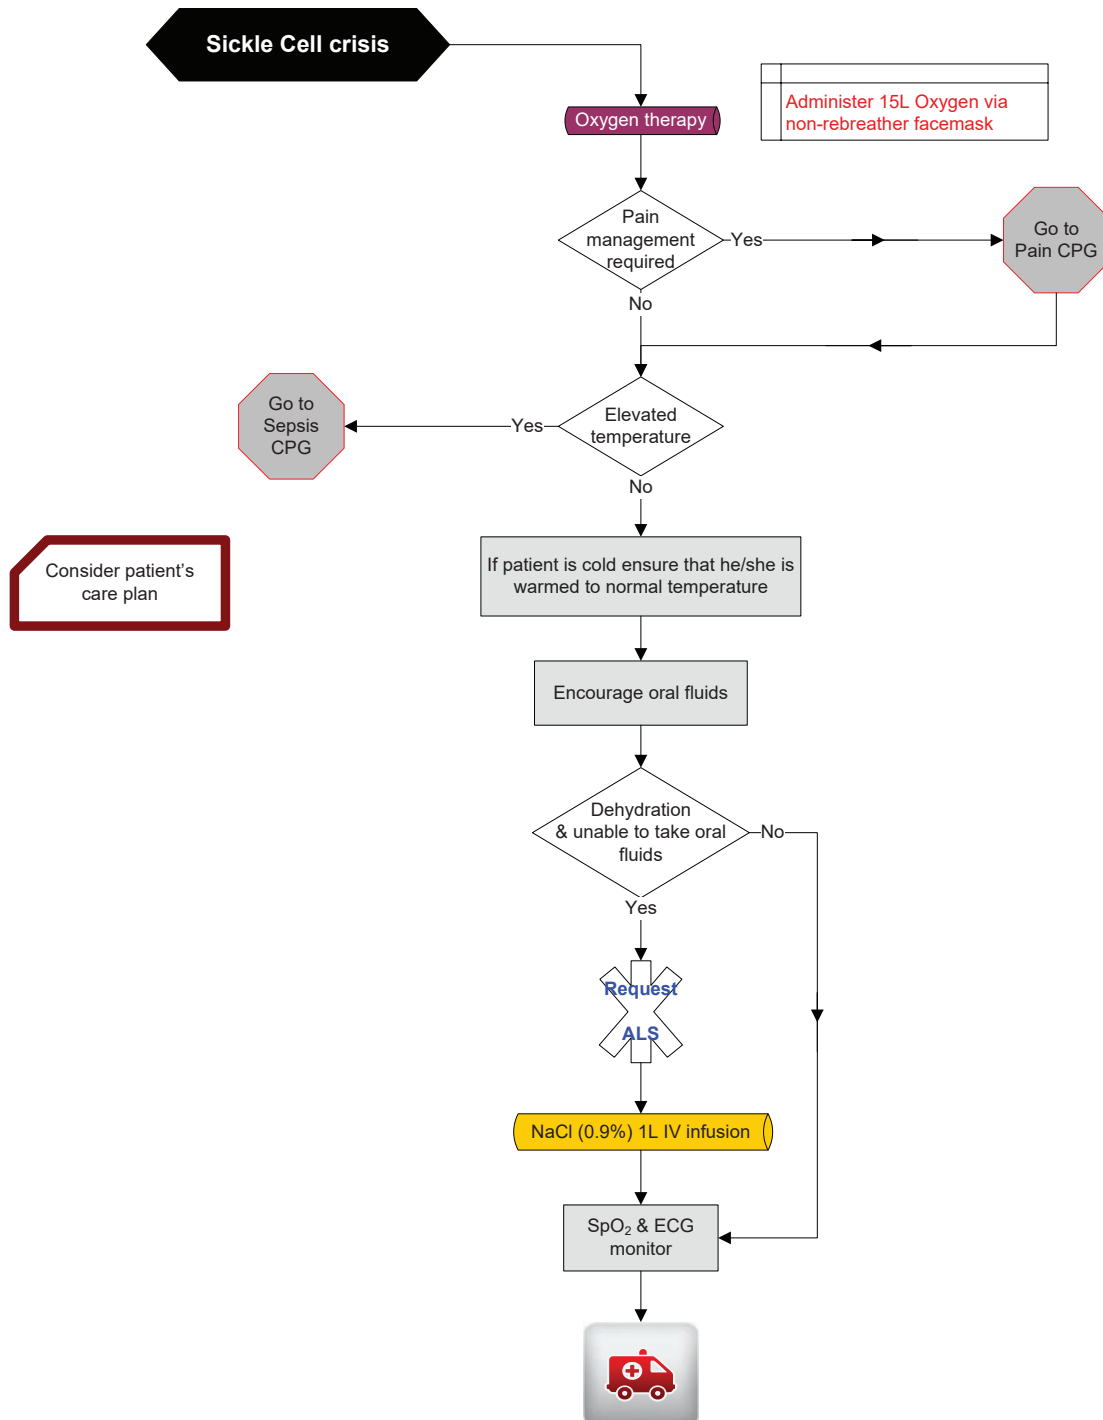 Sickle Cell crisis
Administer 15L Oxygen via
non-rebreather facemask
Oxygen therapy
Pain
management
required
Yes
Go to
Pain CPG
No
Elevated
temperature
Yes
Go to
Sepsis
CPG
No
If patient is cold ensure that he/she is
warmed to normal temperature
Consider patient’s
care plan
Encourage oral fluids
Dehydration
& unable to take oral
fluids
No
Yes
Request
ALS
NaCl (0.9%) 1L IV infusion
SpO₂ & ECG
monitor